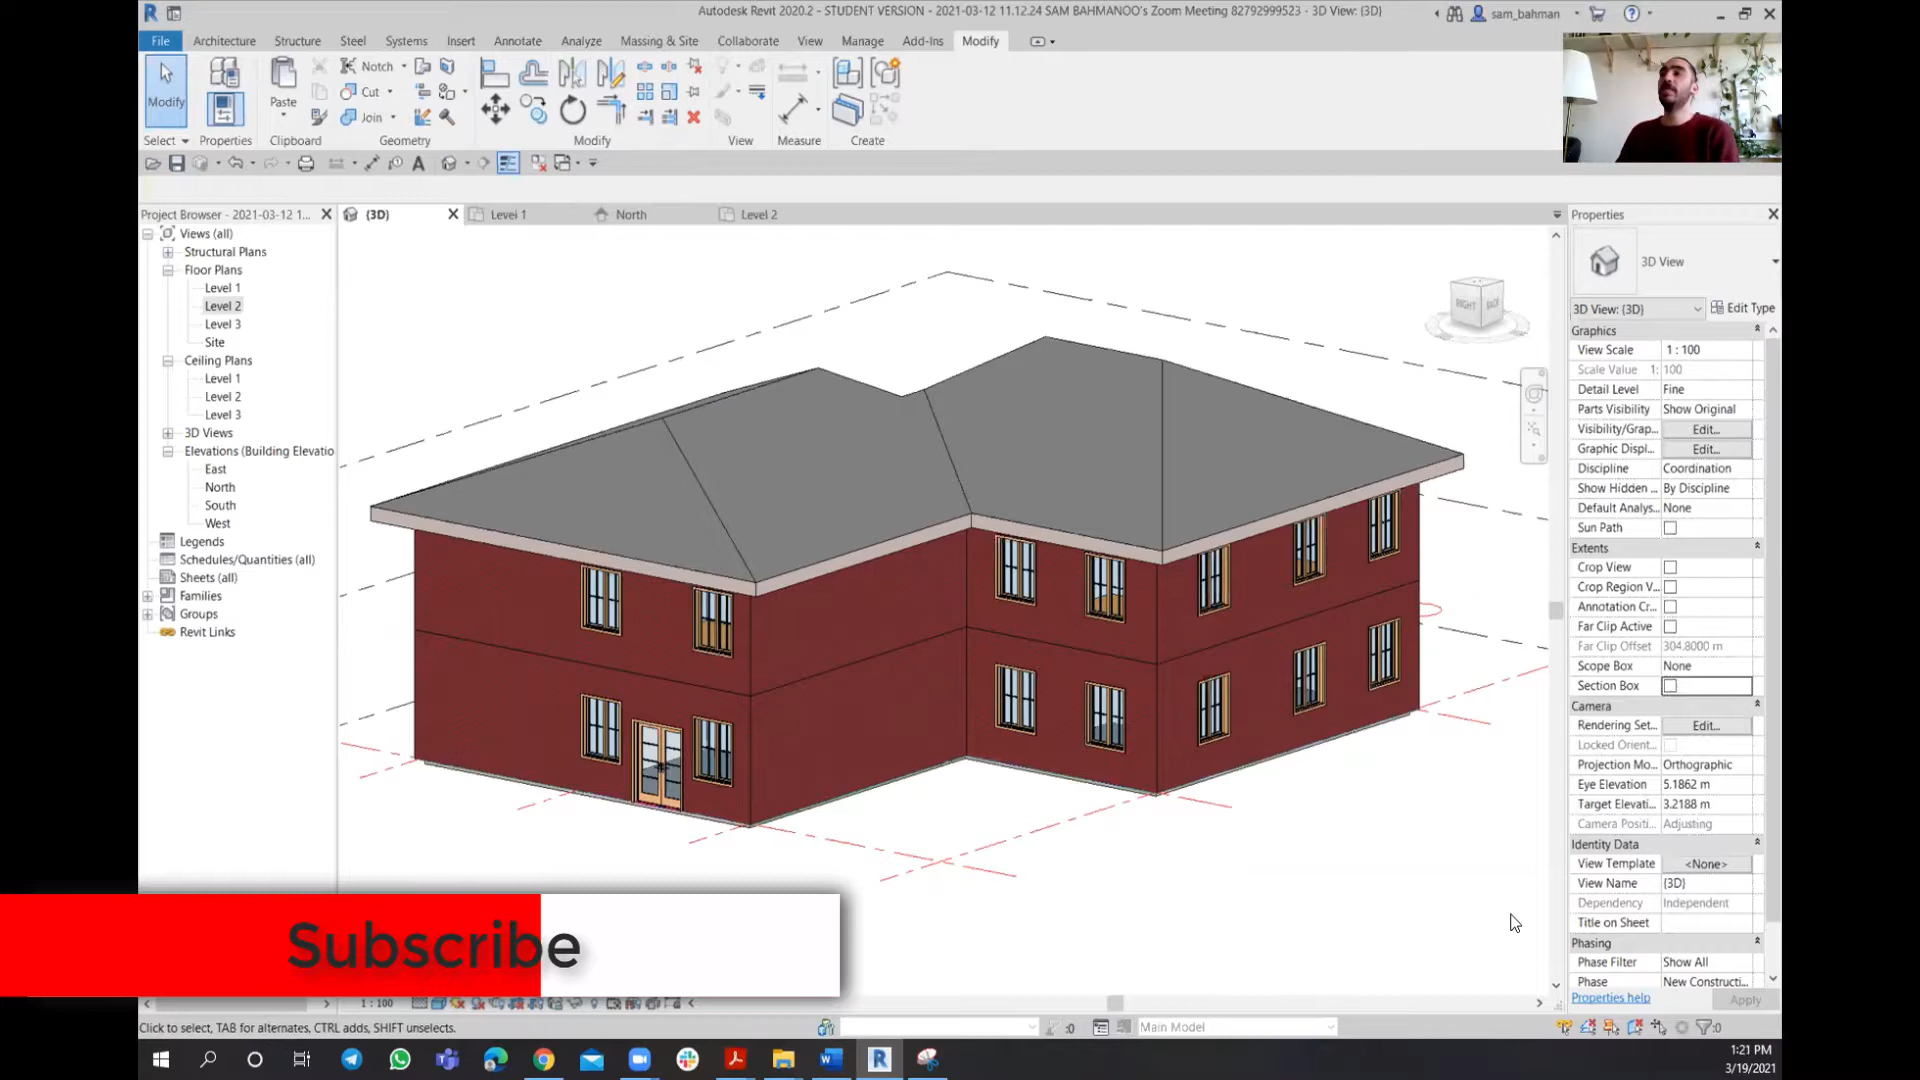 Autodesk Revit 2020.2 - STUDENT VERSION - 2021-03-12 11.12.24 SAM BAHMANOO's Zoom Meeting 82792999523 - 3D View: {3D}
sam_bahman
File Architecture Structure Steel Systems Insert Annotate Analyze Massing & Site Collaborate View Manage Add-Ins Modify
Modify
Paste
Notch
Cut
Join
Select Properties Clipboard Geometry Modify View Measure Create
Project Browser - 2021-03-12 1...
{3D}
Level 1
North
Level 2
Views (all)
Structural Plans
Floor Plans
Level 1
Level 2
Level 3
Site
Ceiling Plans
Level 1
Level 2
Level 3
3D Views
Elevations (Building Elevatio
East
North
South
West
Legends
Schedules/Quantities (all)
Sheets (all)
Families
Groups
Revit Links
RIGHT BACK
Properties
3D View
3D View: {3D} Edit Type
Graphics
View Scale 1 : 100
Scale Value 1: 100
Detail Level Fine
Parts Visibility Show Original
Visibility/Grap... Edit...
Graphic Displ... Edit...
Discipline Coordination
Show Hidden ... By Discipline
Default Analys... None
Sun Path
Extents
Crop View
Crop Region V...
Annotation Cr...
Far Clip Active
Far Clip Offset 304.8000 m
Scope Box None
Section Box
Camera
Rendering Set... Edit...
Locked Orient...
Projection Mo... Orthographic
Eye Elevation 5.1862 m
Target Elevati... 3.2188 m
Camera Positi... Adjusting
Identity Data
View Template <None>
View Name {3D}
Dependency Independent
Title on Sheet
Phasing
Phase Filter Show All
Phase New Constructi...
Properties help Apply
Subscribe
1 : 100
Click to select, TAB for alternates, CTRL adds, SHIFT unselects.
:0
Main Model
:0
1:21 PM
3/19/2021